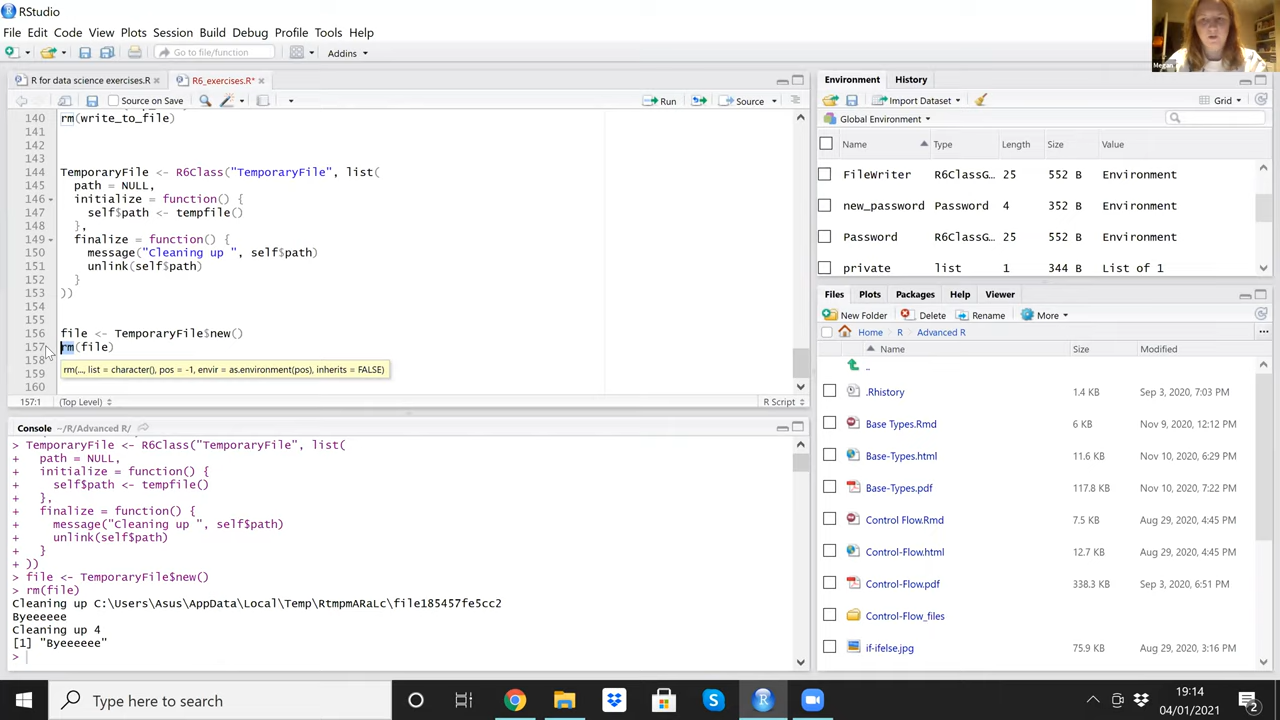 RStudio
File Edit Code View Plots Session Build Debug Profile Tools Help
Go to file/function Addins
R for data science exercises.R R6_exercises.R*
Source on Save Run Source
140 rm(write_to_file)
141
142
143
144 TemporaryFile <- R6Class("TemporaryFile", list(
145 path = NULL,
146 initialize = function() {
147 self$path <- tempfile()
148 },
149 finalize = function() {
150 message("Cleaning up ", self$path)
151 unlink(self$path)
152 }
153 ))
154
155
156 file <- TemporaryFile$new()
157 rm(file)
158
rm(..., list = character(), pos = -1, envir = as.environment(pos), inherits = FALSE)
159
160
157:1 (Top Level) R Script
Console ~/R/Advanced R/
> TemporaryFile <- R6Class("TemporaryFile", list(
+ path = NULL,
+ initialize = function() {
+ self$path <- tempfile()
+ },
+ finalize = function() {
+ message("Cleaning up ", self$path)
+ unlink(self$path)
+ }
+ ))
> file <- TemporaryFile$new()
> rm(file)
Cleaning up C:\Users\Asus\AppData\Local\Temp\RtmpmARaLc\file185457fe5cc2
Byeeeeee
Cleaning up 4
[1] "Byeeeeee"
>
Environment History
Import Dataset Grid
Global Environment
Name Type Length Size Value
FileWriter R6ClassG… 25 552 B Environment
new_password Password 4 352 B Environment
Password R6ClassG… 25 552 B Environment
private list 1 344 B List of 1
Files Plots Packages Help Viewer
New Folder Delete Rename More
Home R Advanced R
Name Size Modified
..
.Rhistory 1.4 KB Sep 3, 2020, 7:03 PM
Base Types.Rmd 6 KB Nov 9, 2020, 12:12 PM
Base-Types.html 11.6 KB Nov 10, 2020, 6:29 PM
Base-Types.pdf 117.8 KB Nov 10, 2020, 7:22 PM
Control Flow.Rmd 7.5 KB Aug 29, 2020, 4:45 PM
Control-Flow.html 12.7 KB Aug 29, 2020, 4:45 PM
Control-Flow.pdf 338.3 KB Sep 3, 2020, 6:51 PM
Control-Flow_files
if-ifelse.jpg 75.9 KB Aug 29, 2020, 3:16 PM
Type here to search
19:14
04/01/2021
2